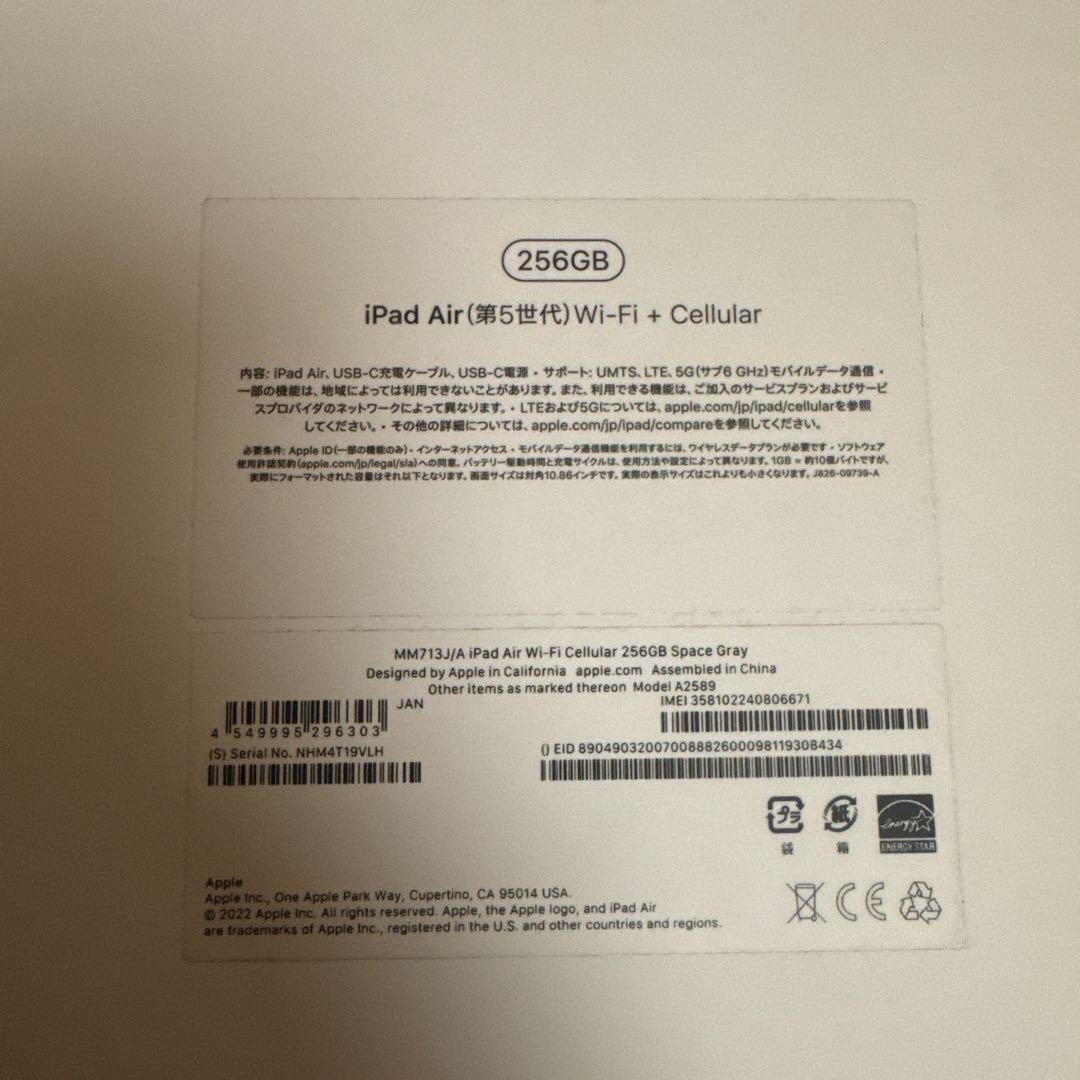 256GB
iPad Air(第5世代)Wi-Fi + Cellular
内容: iPad Air、USB-C充電ケーブル、USB-C電源・サポート: UMTS、LTE、5G(サブ6 GHz)モバイルデータ通信・
一部の機能は、地域によっては利用できないことがあります。また、利用できる機能は、ご加入のサービスプランおよびサービ
スプロバイダのネットワークによって異なります。・LTEおよび5Gについては、apple.com/jp/ipad/cellularを参照
してください。・その他の詳細については、apple.com/jp/ipad/compareを参照してください。
必要条件: Apple ID(一部の機能のみ)・インターネットアクセス・モバイルデータ通信機能を利用するには、ワイヤレスデータプランが必要です・ソフトウェア
使用許諾契約(apple.com/jp/legal/sla)への同意。バッテリー駆動時間と充電サイクルは、使用方法や設定によって異なります。1GB = 約10億バイトですが、
実際にフォーマットされた容量はそれ以下となります。画面サイズは対角10.86インチです。実際の表示サイズはこれよりも小さくなります。J826-09739-A
MM713J/A iPad Air Wi-Fi Cellular 256GB Space Gray
Designed by Apple in California apple.com Assembled in China
Other items as marked thereon Model A2589
JAN
4 549995 296303
IMEI 358102240806671
(S) Serial No. NHM4T19VLH
() EID 89049032007008882600098119308434
プラ
袋
紙
箱
energy
ENERGY STAR
CE
Apple
Apple Inc., One Apple Park Way, Cupertino, CA 95014 USA.
© 2022 Apple Inc. All rights reserved. Apple, the Apple logo, and iPad Air
are trademarks of Apple Inc., registered in the U.S. and other countries and regions.